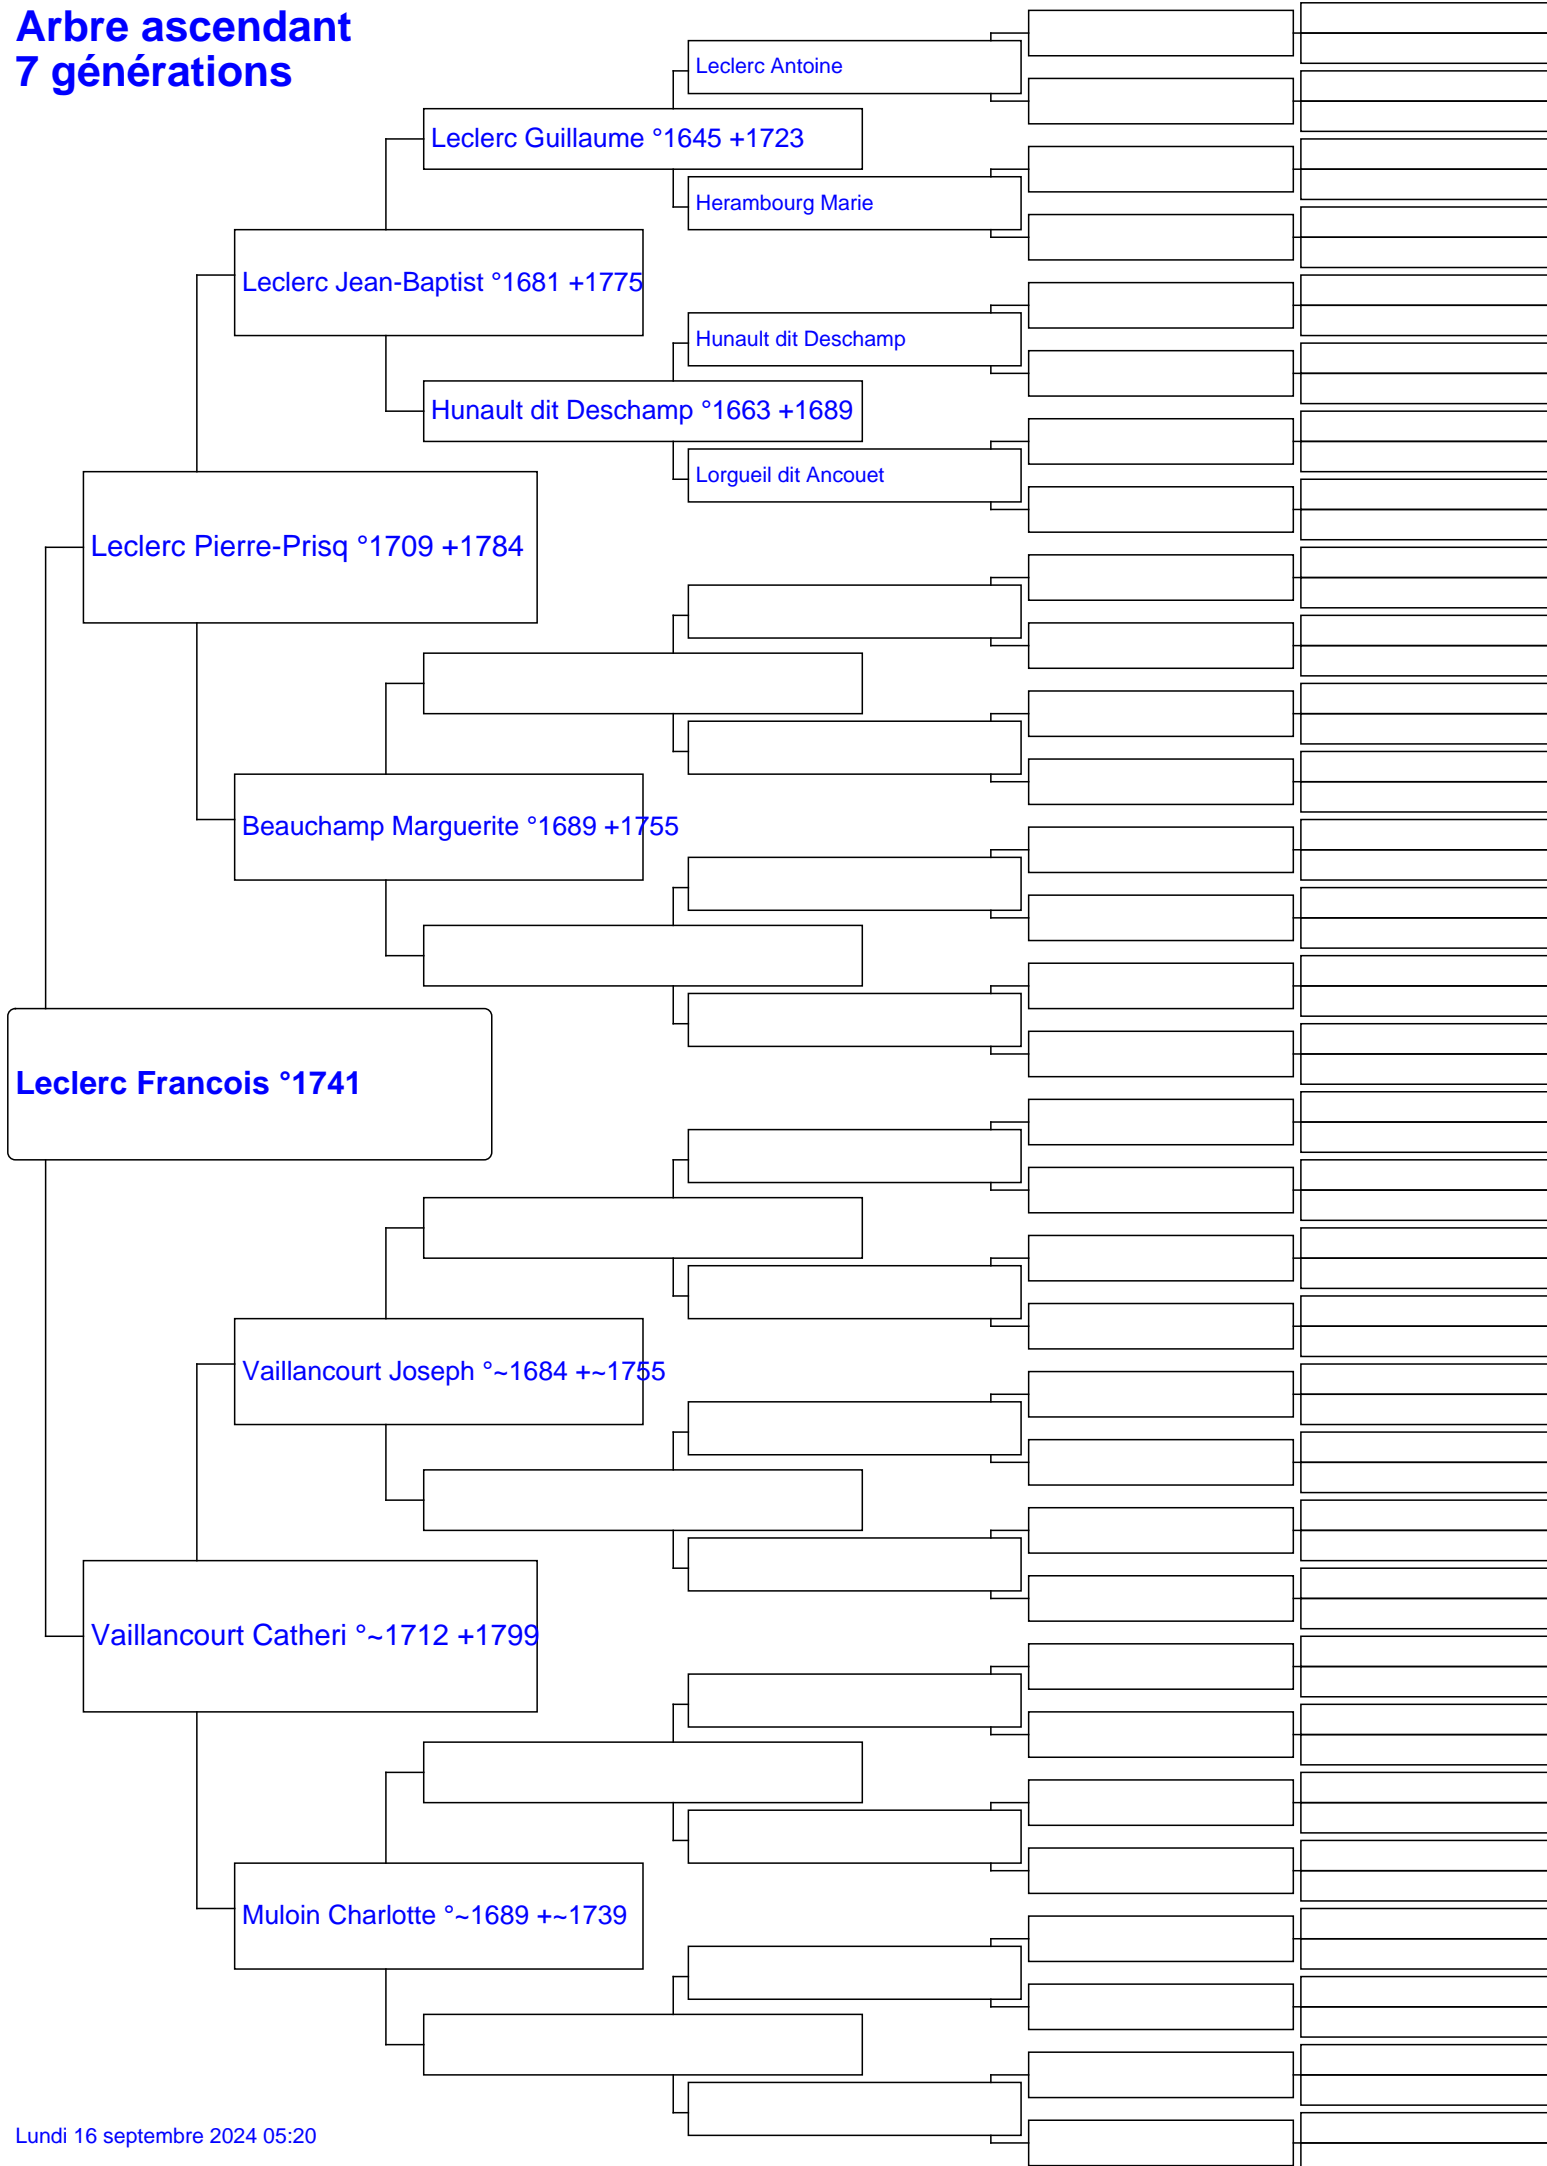 Arbre ascendant
7 générations
Leclerc Antoine
Leclerc Guillaume °1645 +1723
Herambourg Marie
Leclerc Jean-Baptist °1681 +1775
Hunault dit Deschamp
Hunault dit Deschamp °1663 +1689
Lorgueil dit Ancouet
Leclerc Pierre-Prisq °1709 +1784
Beauchamp Marguerite °1689 +1755
Leclerc Francois °1741
Vaillancourt Joseph °~1684 +~1755
Vaillancourt Catheri °~1712 +1799
Muloin Charlotte °~1689 +~1739
Lundi 16 septembre 2024 05:20